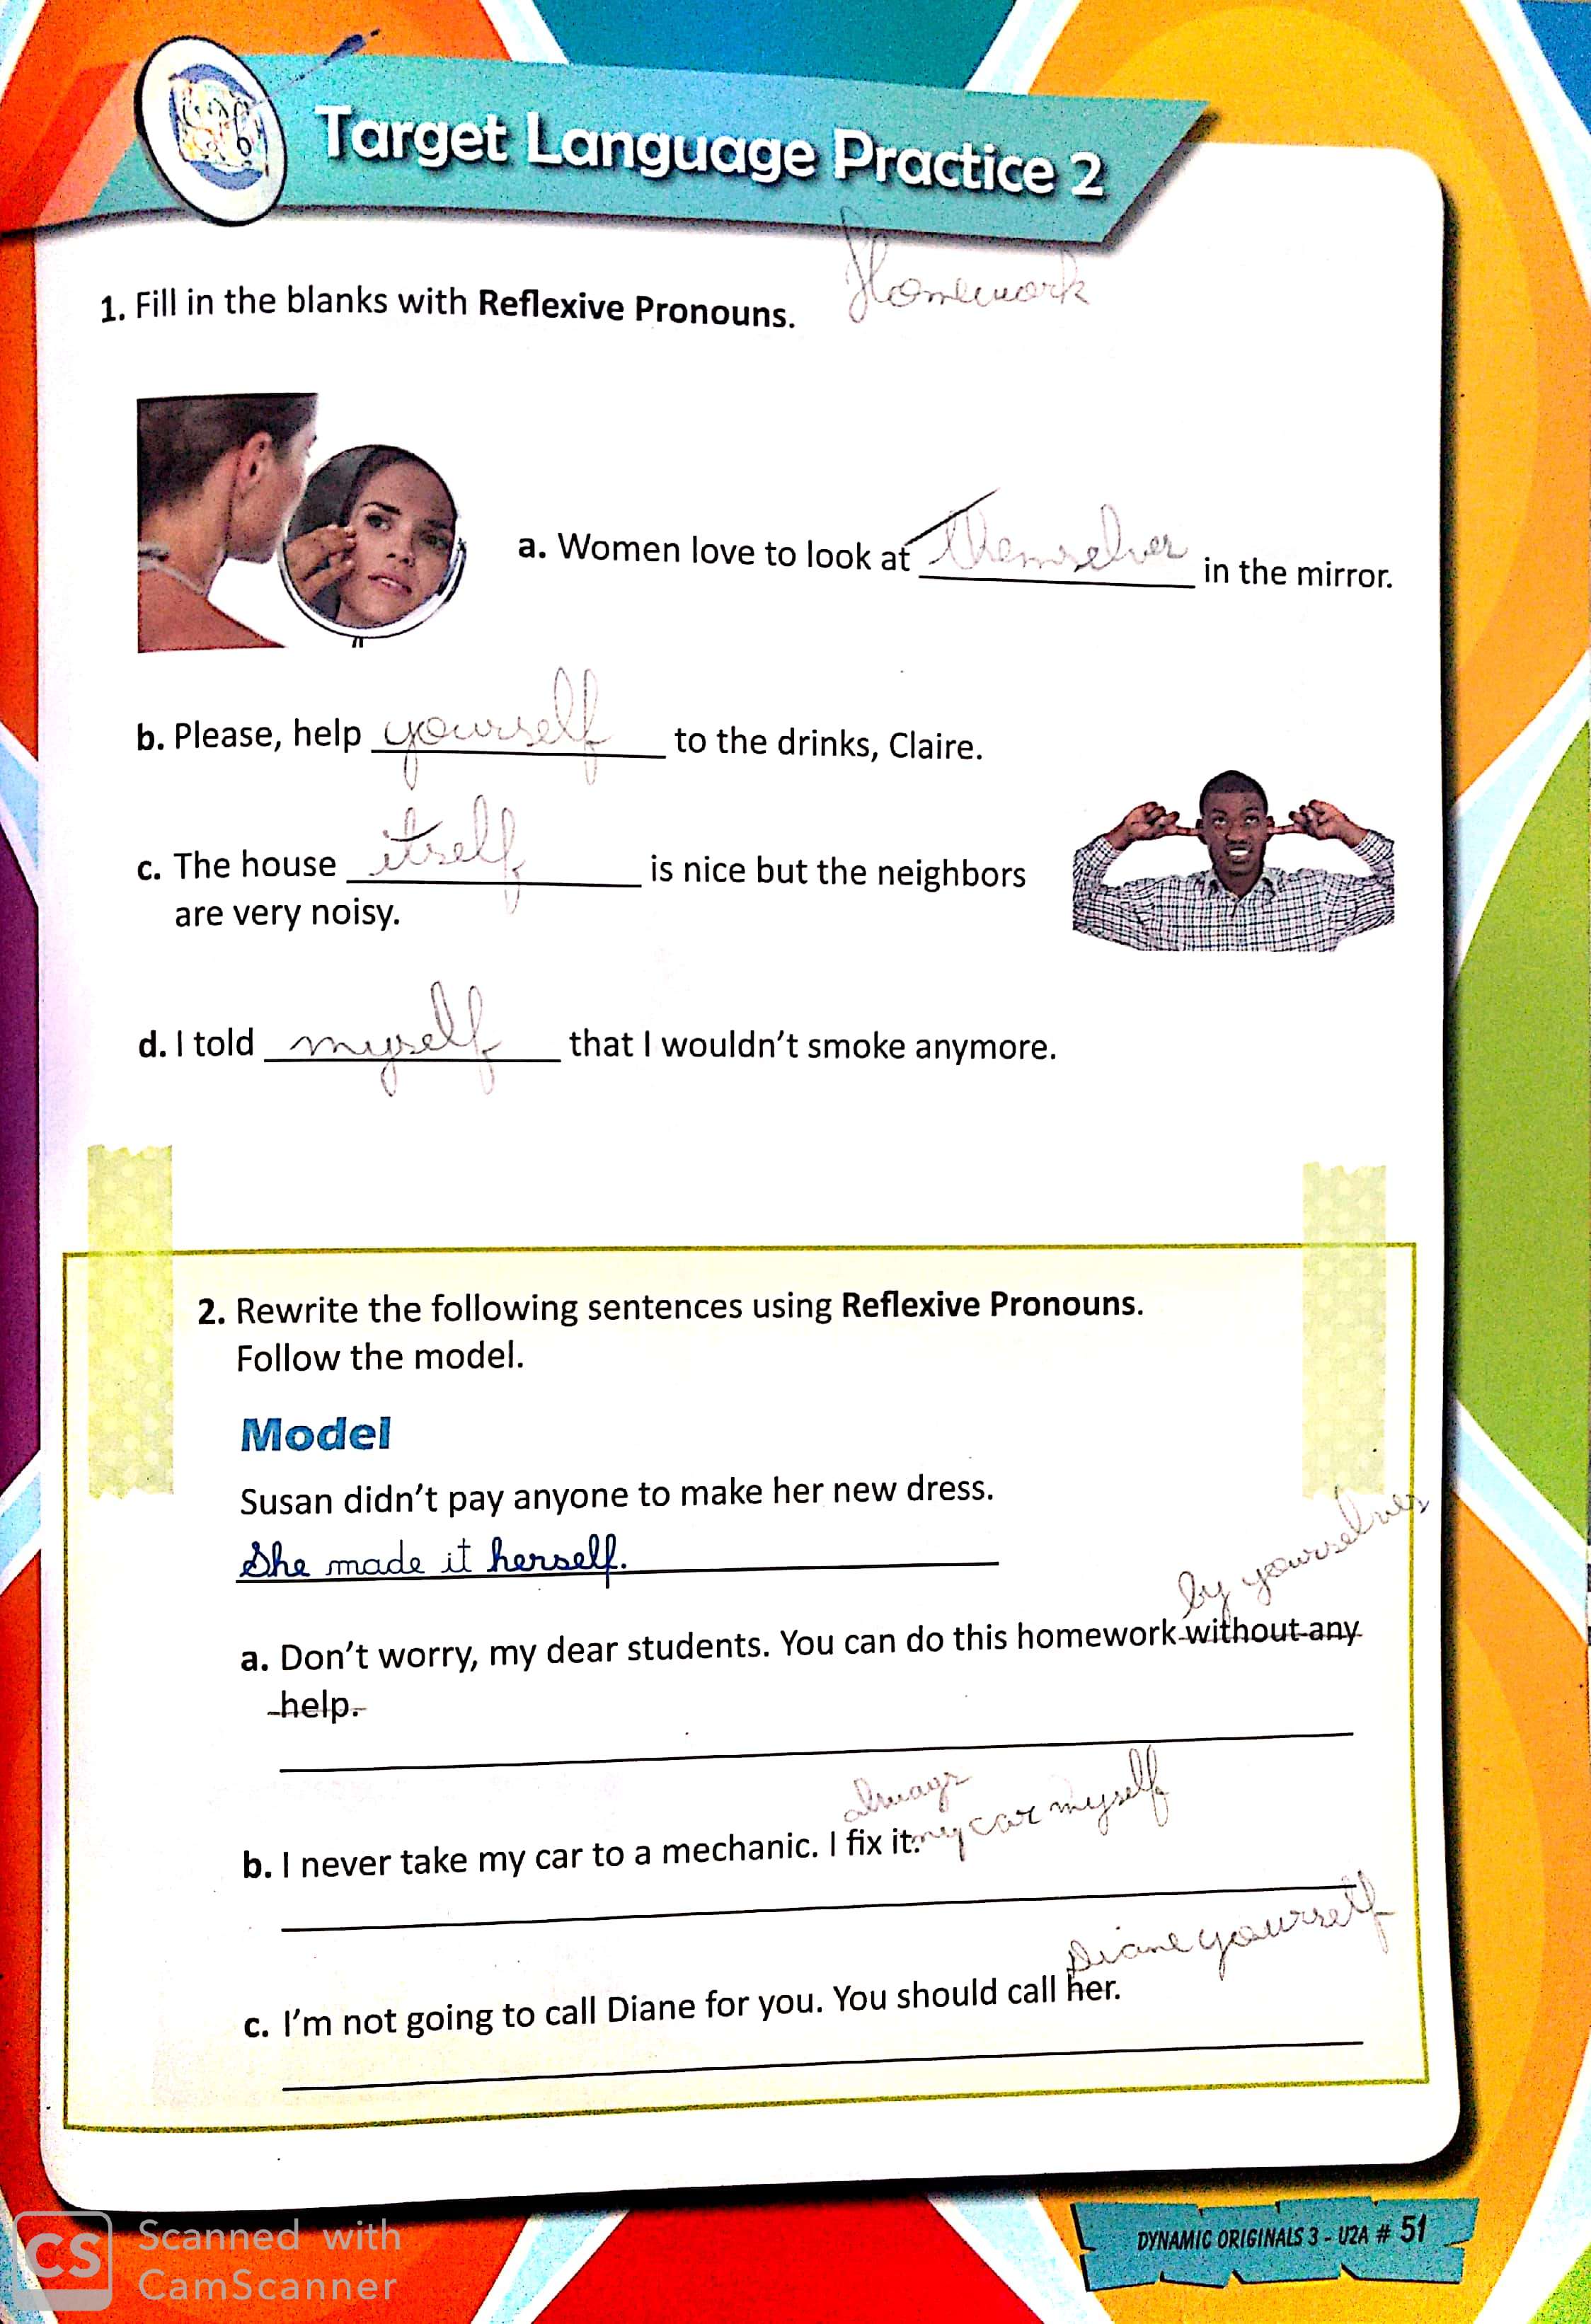 Target Language Practice 2
Homework
1. Fill in the blanks with Reflexive Pronouns.
a. Women love to look at themselves in the mirror.
b. Please, help yourself to the drinks, Claire.
c. The house itself is nice but the neighbors
are very noisy.
d. I told myself that I wouldn't smoke anymore.
2. Rewrite the following sentences using Reflexive Pronouns.
Follow the model.
Model
Susan didn't pay anyone to make her new dress.
She made it herself.
by yourselves
a. Don't worry, my dear students. You can do this homework without any
help.
always
b. I never take my car to a mechanic. I fix it. my car myself
Diane yourself
c. I'm not going to call Diane for you. You should call her.
DYNAMIC ORIGINALS 3 - U2A # 51
CS Scanned with
CamScanner